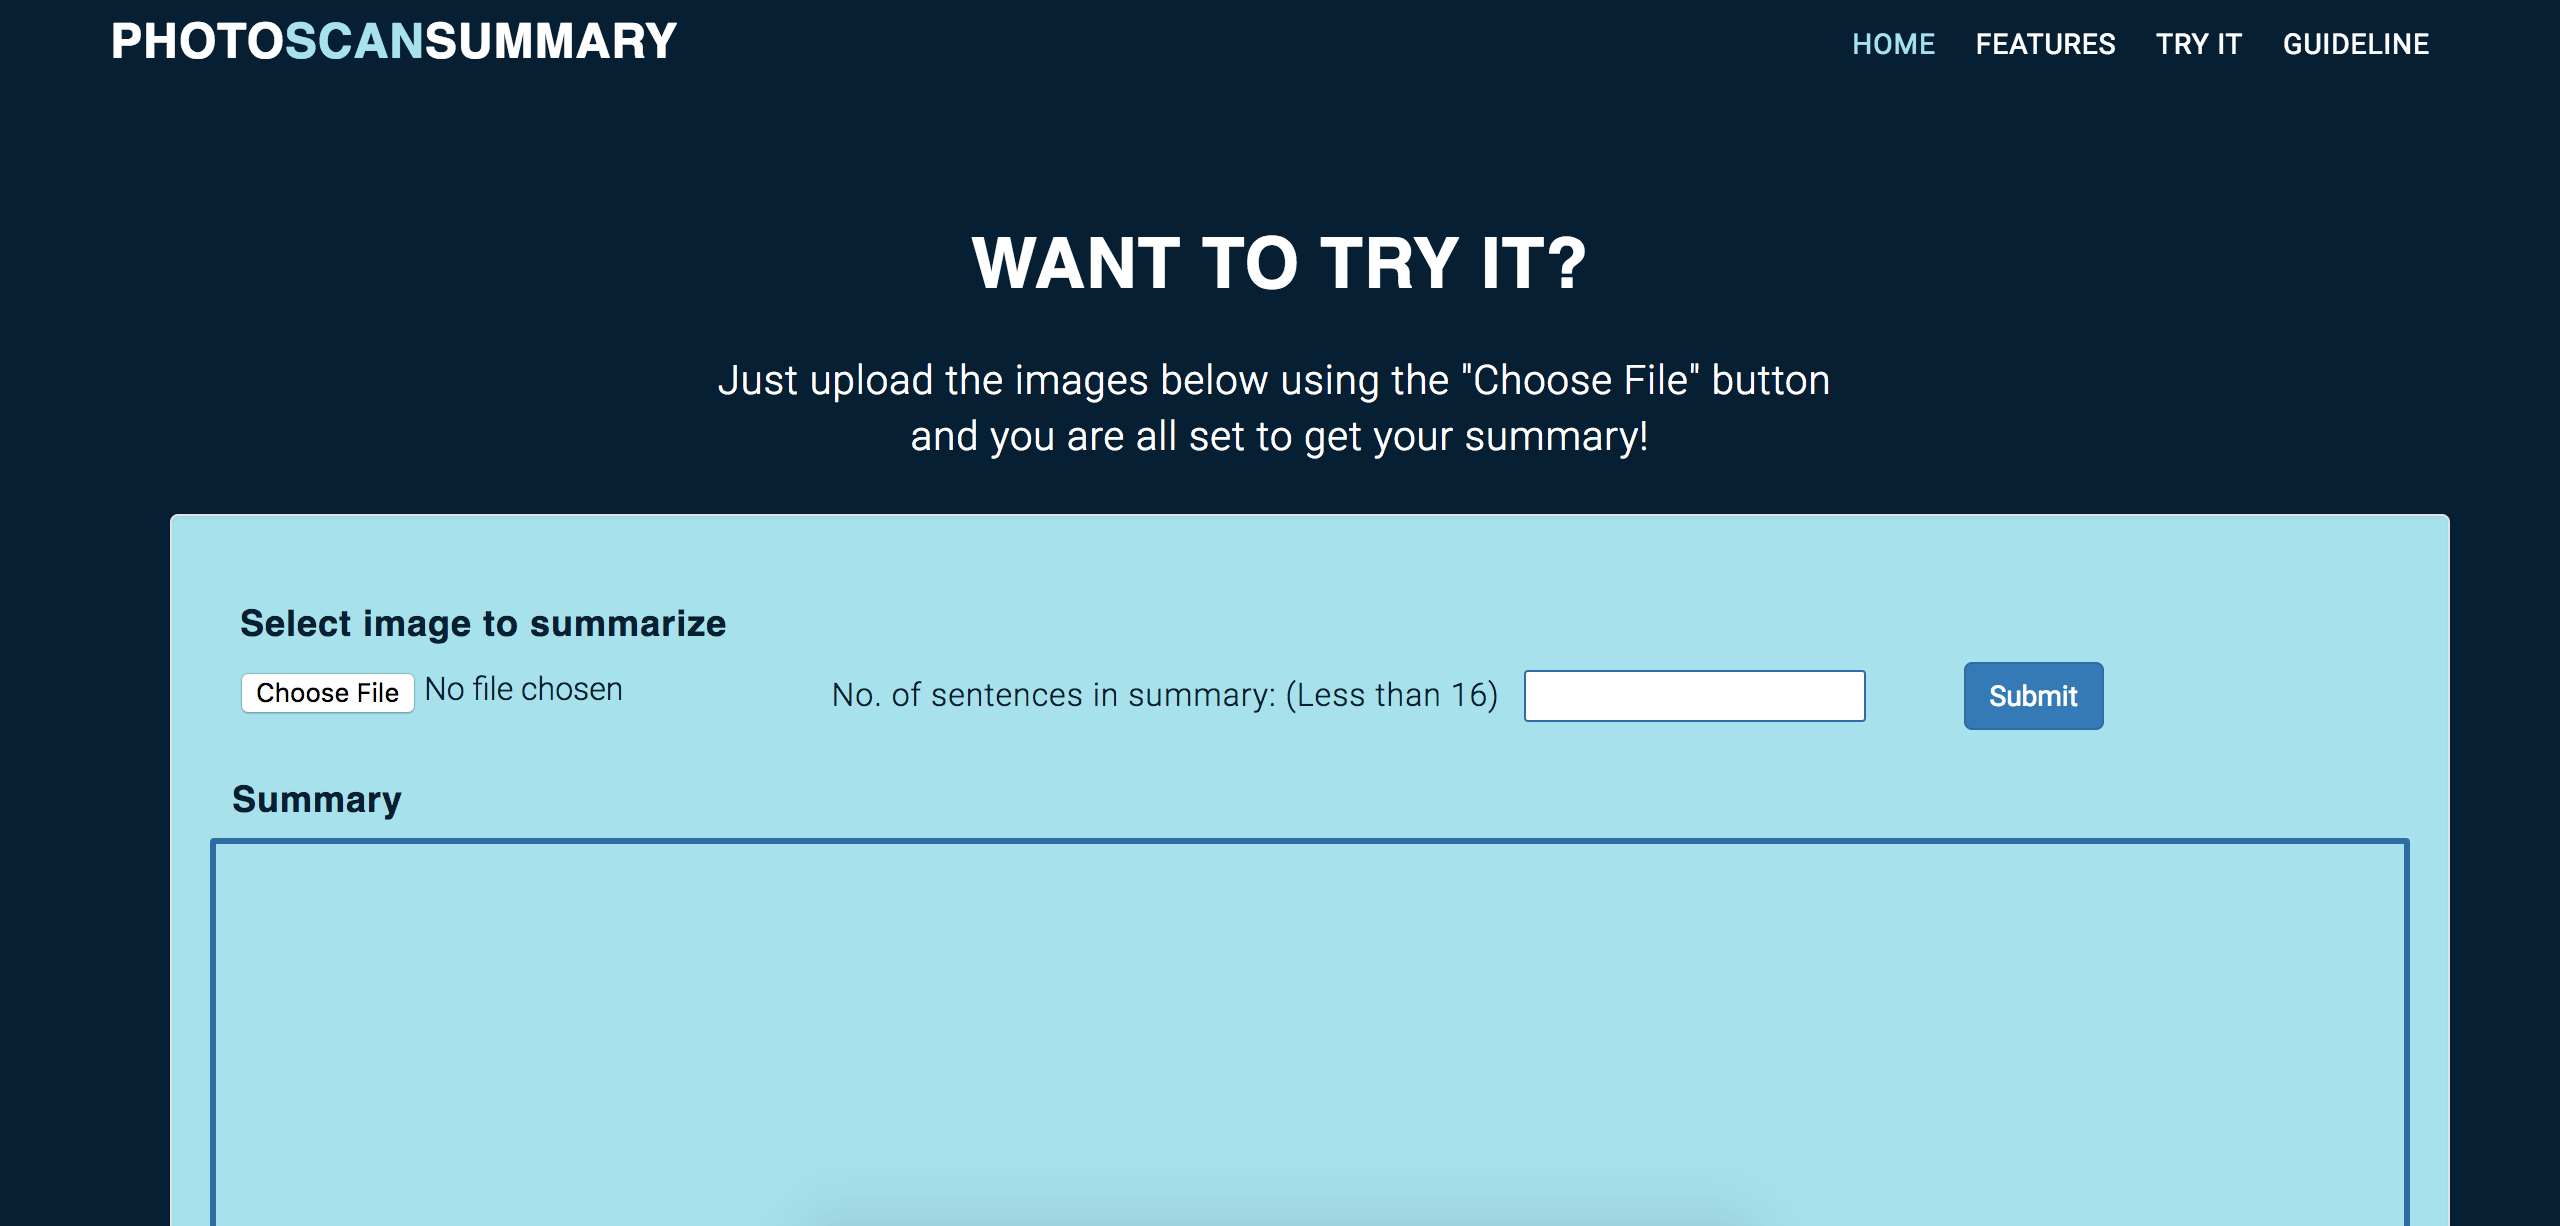 PHOTOSCANSUMMARY
HOME FEATURES TRY IT GUIDELINE
WANT TO TRY IT?
Just upload the images below using the "Choose File" button
and you are all set to get your summary!
Select image to summarize
Choose File No file chosen No. of sentences in summary: (Less than 16) Submit
Summary